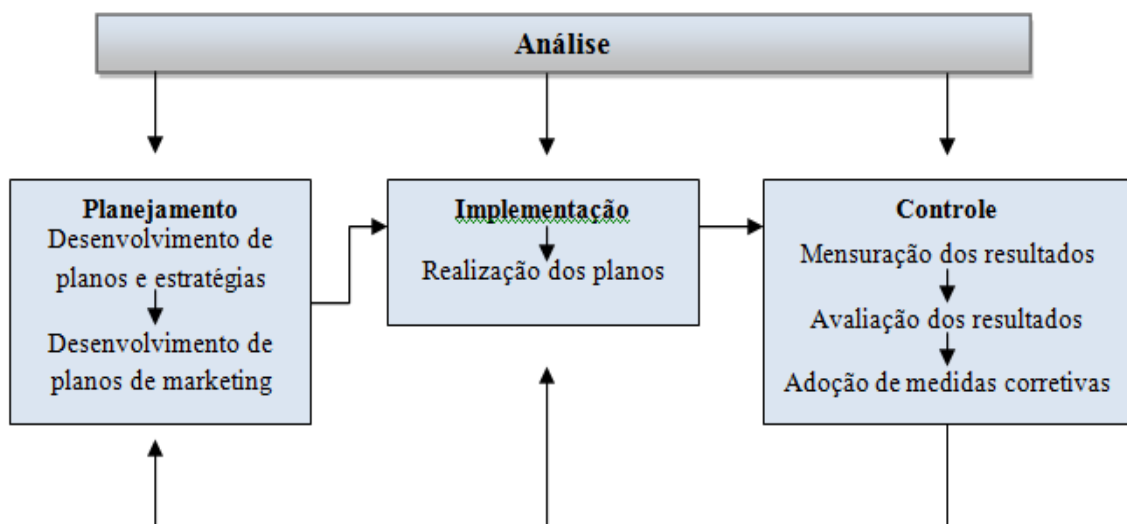 Análise
Planejamento
Desenvolvimento de
planos e estratégias
Desenvolvimento de
planos de marketing
Implementação
Realização dos planos
Controle
Mensuração dos resultados
Avaliação dos resultados
Adoção de medidas corretivas